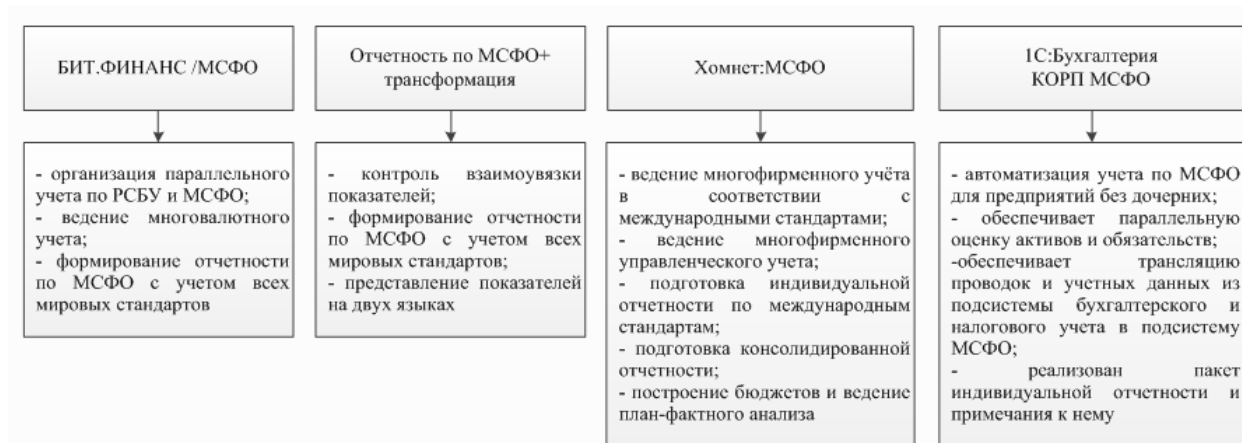 БИТ.ФИНАНС /МСФО
- организация параллельного
учета по РСБУ и МСФО;
- ведение многовалютного
учета;
- формирование отчетности
по МСФО с учетом всех
мировых стандартов
Отчетность по МСФО+
трансформация
- контроль взаимоувязки
показателей;
- формирование отчетности
по МСФО с учетом всех
мировых стандартов;
- представление показателей
на двух языках
Хомнет:МСФО
- ведение многофирменного учёта
в соответствии с
международными стандартами;
- ведение многофирменного
управленческого учета;
- подготовка индивидуальной
отчетности по международным
стандартам;
- подготовка консолидированной
отчетности;
- построение бюджетов и ведение
план-фактного анализа
1С:Бухгалтерия
КОРП МСФО
- автоматизация учета по МСФО
для предприятий без дочерних;
- обеспечивает параллельную
оценку активов и обязательств;
-обеспечивает трансляцию
проводок и учетных данных из
подсистемы бухгалтерского и
налогового учета в подсистему
МСФО;
- реализован пакет
индивидуальной отчетности и
примечания к нему